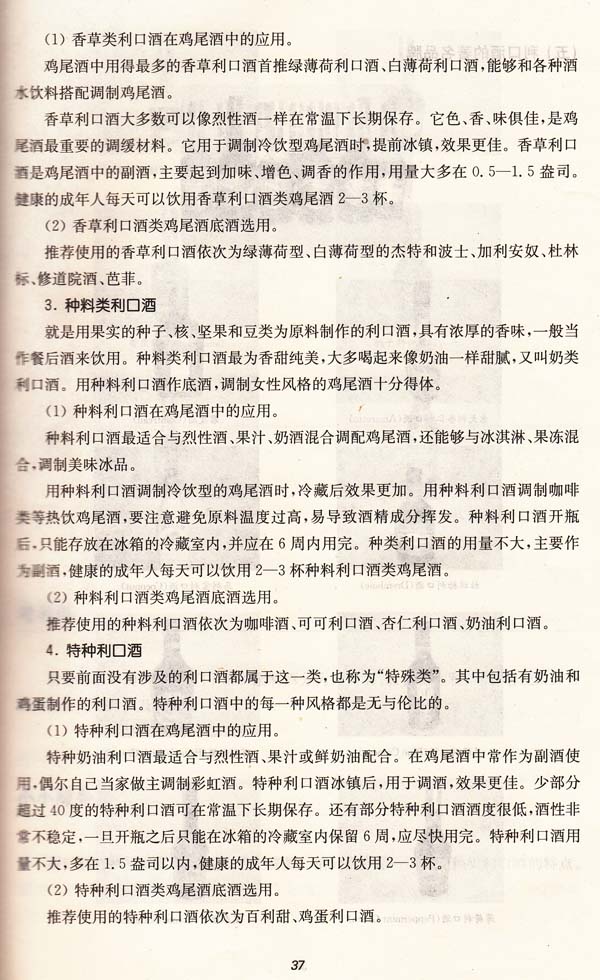 (1) 香草类利口酒在鸡尾酒中的应用。
鸡尾酒中用得最多的香草利口酒首推绿薄荷利口酒、白薄荷利口酒,能够和各种酒
水饮料搭配调制鸡尾酒。
香草利口酒大多数可以像烈性酒一样在常温下长期保存。它色、香、味俱佳,是鸡
尾酒最重要的调缓材料。它用于调制冷饮型鸡尾酒时,提前冰镇,效果更佳。香草利口
酒是鸡尾酒中的副酒,主要起到加味、增色、调香的作用,用量大多在 0.5—1.5 盎司。
健康的成年人每天可以饮用香草利口酒类鸡尾酒 2—3 杯。
(2) 香草利口酒类鸡尾酒底酒选用。
推荐使用的香草利口酒依次为绿薄荷型、白薄荷型的杰特和波士、加利安奴、杜林
标、修道院酒、芭菲。
3. 种料类利口酒
就是用果实的种子、核、坚果和豆类为原料制作的利口酒,具有浓厚的香味,一般当
作餐后酒来饮用。种料类利口酒最为香甜纯美,大多喝起来像奶油一样甜腻,又叫奶类
利口酒。用种料利口酒作底酒,调制女性风格的鸡尾酒十分得体。
(1) 种料利口酒在鸡尾酒中的应用。
种料利口酒最适合与烈性酒、果汁、奶酒混合调配鸡尾酒,还能够与冰淇淋、果冻混
合,调制美味冰品。
用种料利口酒调制冷饮型的鸡尾酒时,冷藏后效果更加。用种料利口酒调制咖啡
类等热饮鸡尾酒,要注意避免原料温度过高,易导致酒精成分挥发。种料利口酒开瓶
后,只能存放在冰箱的冷藏室内,并应在 6 周内用完。种类利口酒的用量不大,主要作
为副酒,健康的成年人每天可以饮用 2—3 杯种料利口酒类鸡尾酒。
(2) 种料利口酒类鸡尾酒底酒选用。
推荐使用的种料利口酒依次为咖啡酒、可可利口酒、杏仁利口酒、奶油利口酒。
4. 特种利口酒
只要前面没有涉及的利口酒都属于这一类,也称为“特殊类”。其中包括有奶油和
鸡蛋制作的利口酒。特种利口酒中的每一种风格都是无与伦比的。
(1) 特种利口酒在鸡尾酒中的应用。
特种奶油利口酒最适合与烈性酒、果汁或鲜奶油配合。在鸡尾酒中常作为副酒使
用,偶尔自己当家做主调制彩虹酒。特种利口酒冰镇后,用于调酒,效果更佳。少部分
超过 40 度的特种利口酒可在常温下长期保存。还有部分特种利口酒酒度很低,酒性非
常不稳定,一旦开瓶之后只能在冰箱的冷藏室内保留 6 周,应尽快用完。特种利口酒用
量不大,多在 1.5 盎司以内,健康的成年人每天可以饮用 2—3 杯。
(2) 特种利口酒类鸡尾酒底酒选用。
推荐使用的特种利口酒依次为百利甜、鸡蛋利口酒。
37